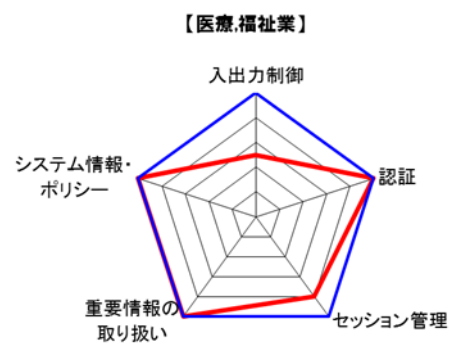 【医療,福祉業】
入出力制御
システム情報・
ポリシー
認証
重要情報の
取り扱い
セッション管理